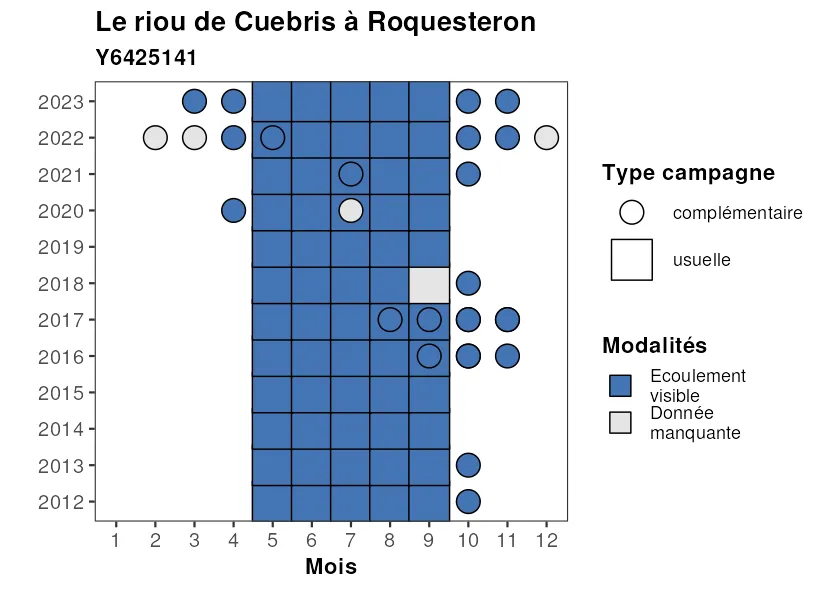 Le riou de Cuebris à Roquesteron
Y6425141
2023
2022
2021
2020
2019
2018
2017
2016
2015
2014
2013
2012
1 2 3 4 5 6 7 8 9 10 11 12
Mois
Type campagne
complémentaire
usuelle
Modalités
Ecoulement
visible
Donnée
manquante